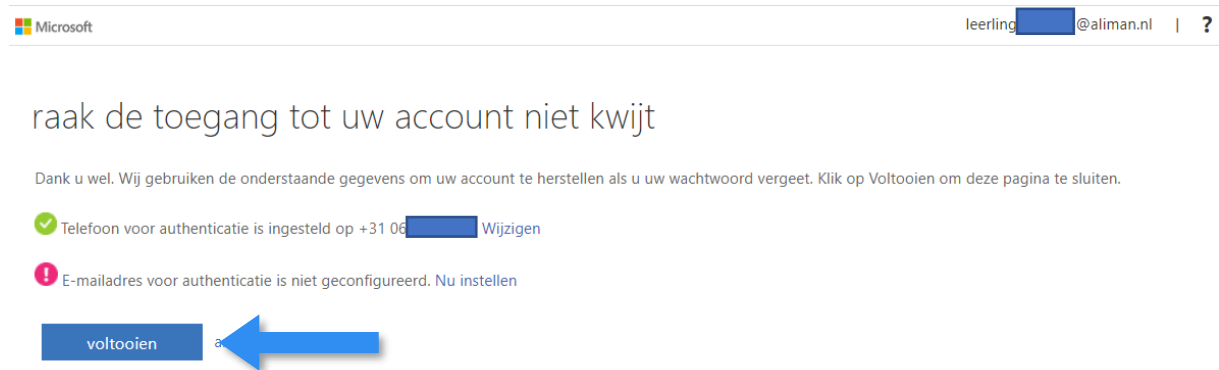 Microsoft leerling @aliman.nl | ?
raak de toegang tot uw account niet kwijt
Dank u wel. Wij gebruiken de onderstaande gegevens om uw account te herstellen als u uw wachtwoord vergeet. Klik op Voltooien om deze pagina te sluiten.
Telefoon voor authenticatie is ingesteld op +31 06 Wijzigen
E-mailadres voor authenticatie is niet geconfigureerd. Nu instellen
voltooien